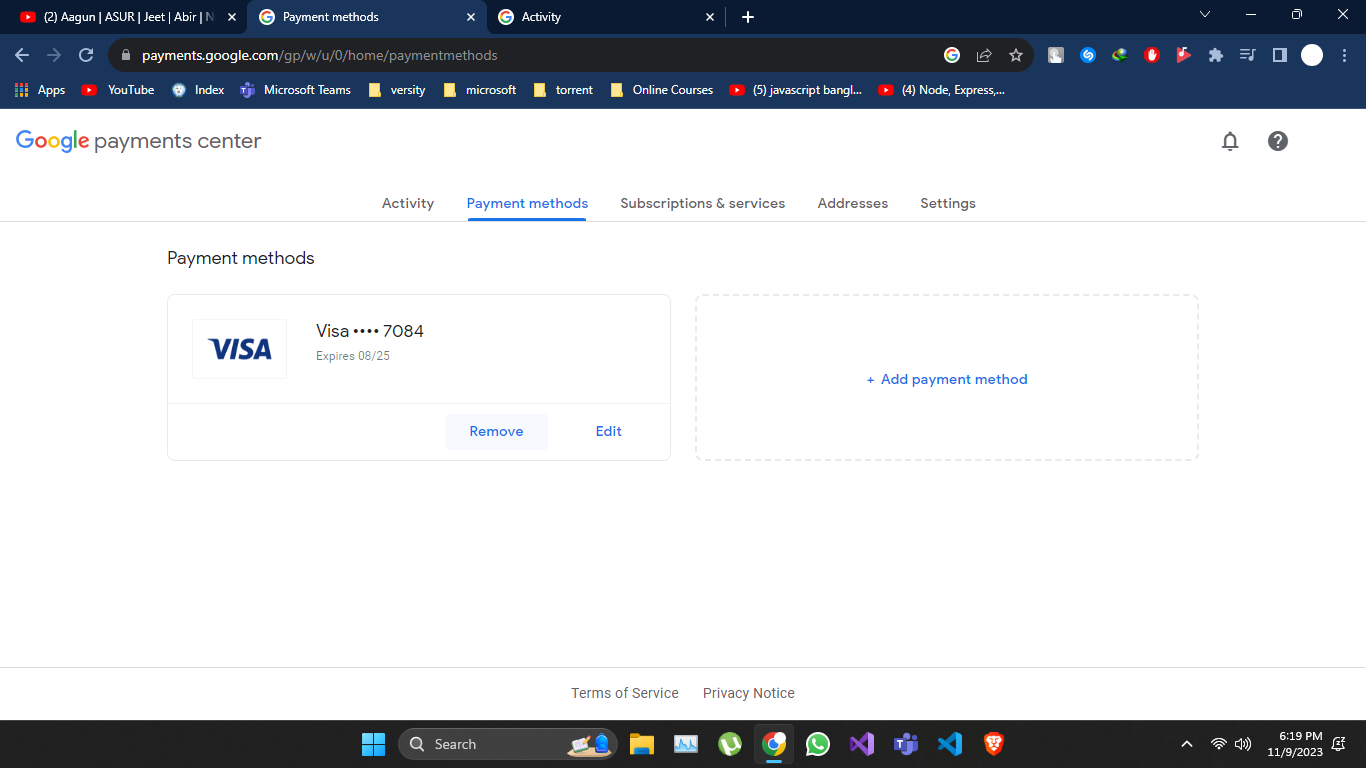 (2) Aagun | ASUR | Jeet | Abir | N
Payment methods
Activity
payments.google.com/gp/w/u/0/home/paymentmethods
Apps
YouTube
Index
Microsoft Teams
versity
microsoft
torrent
Online Courses
(5) javascript bangl...
(4) Node, Express,...
Google payments center
Activity
Payment methods
Subscriptions & services
Addresses
Settings
Payment methods
VISA
Visa •••• 7084
Expires 08/25
Remove
Edit
+ Add payment method
Terms of Service
Privacy Notice
Search
6:19 PM
11/9/2023